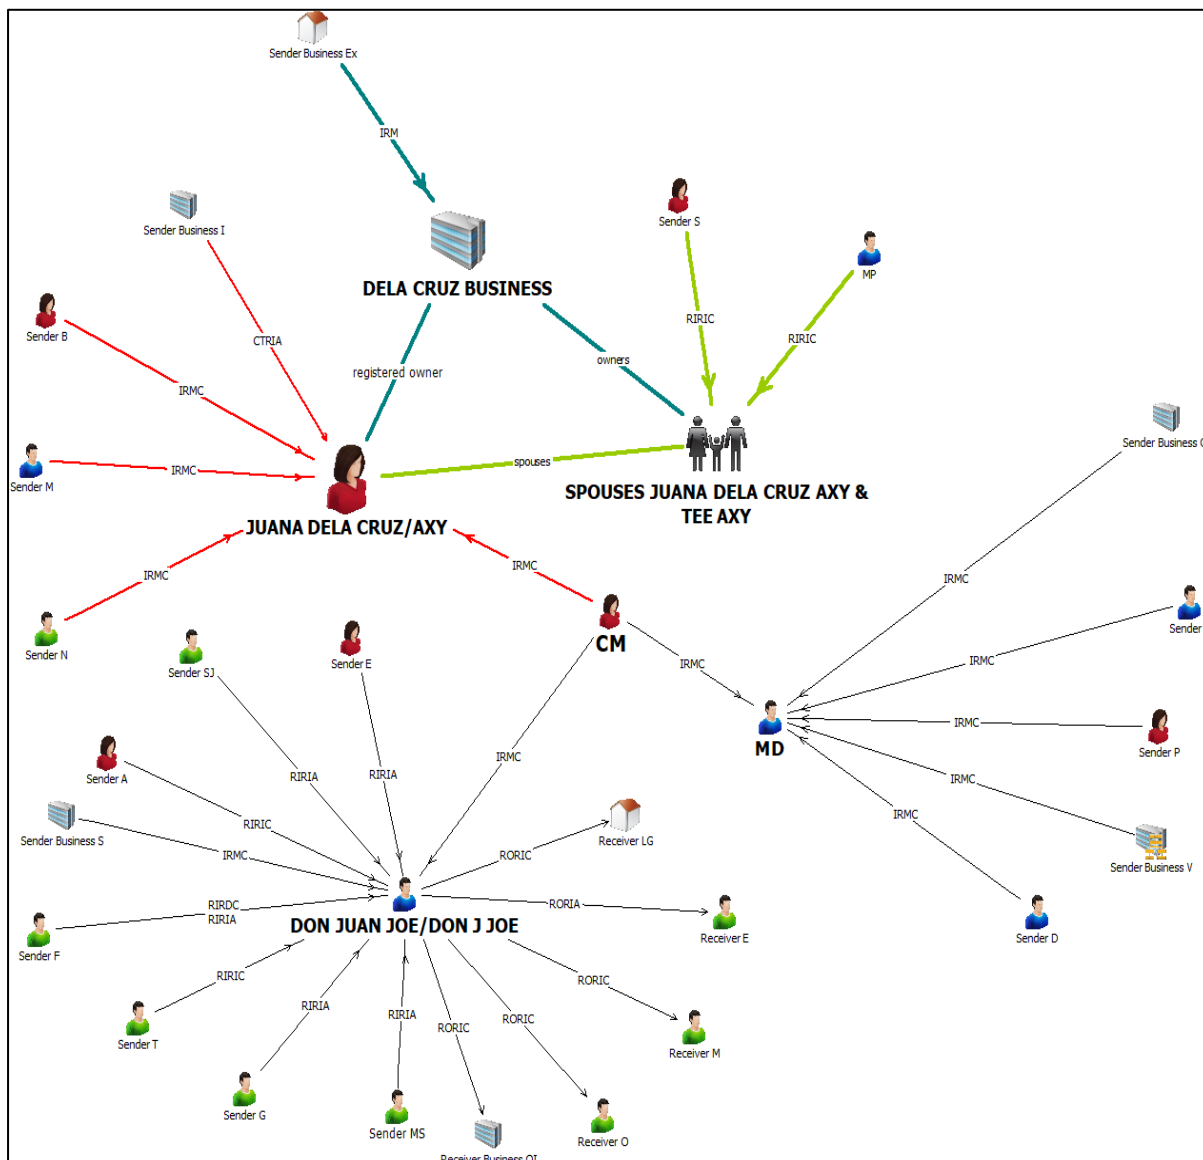 Sender Business Ex
IRM
Sender S
Sender Business I
MP
DELA CRUZ BUSINESS
Sender B
CTRIA
RIRIC
RIRIC
owners
registered owner
IRMC
Sender Business
Sender M
IRMC
spouses
SPOUSES JUANA DELA CRUZ AXY &
TEE AXY
JUANA DELA CRUZ/AXY
IRMC
IRMC
IRMC
Sender N
Sender SJ
Sender E
CM
Sender
IRMC
IRMC
IRMC
Sender P
MD
Sender A
RIRIA
RIRIA
IRMC
IRMC
RIRIC
Sender Business S
IRMC
Receiver LG
IRMC
RORIC
Sender Business V
RIRDC
RIRIA
Sender F
DON JUAN JOE/DON J JOE
RORIA
Receiver E
Sender D
RIRIC
RORIC
Sender T
RIRIA
RIRIA
RORIC
RORIC
Receiver M
Sender G
Sender MS
Receiver Business OI
Receiver O